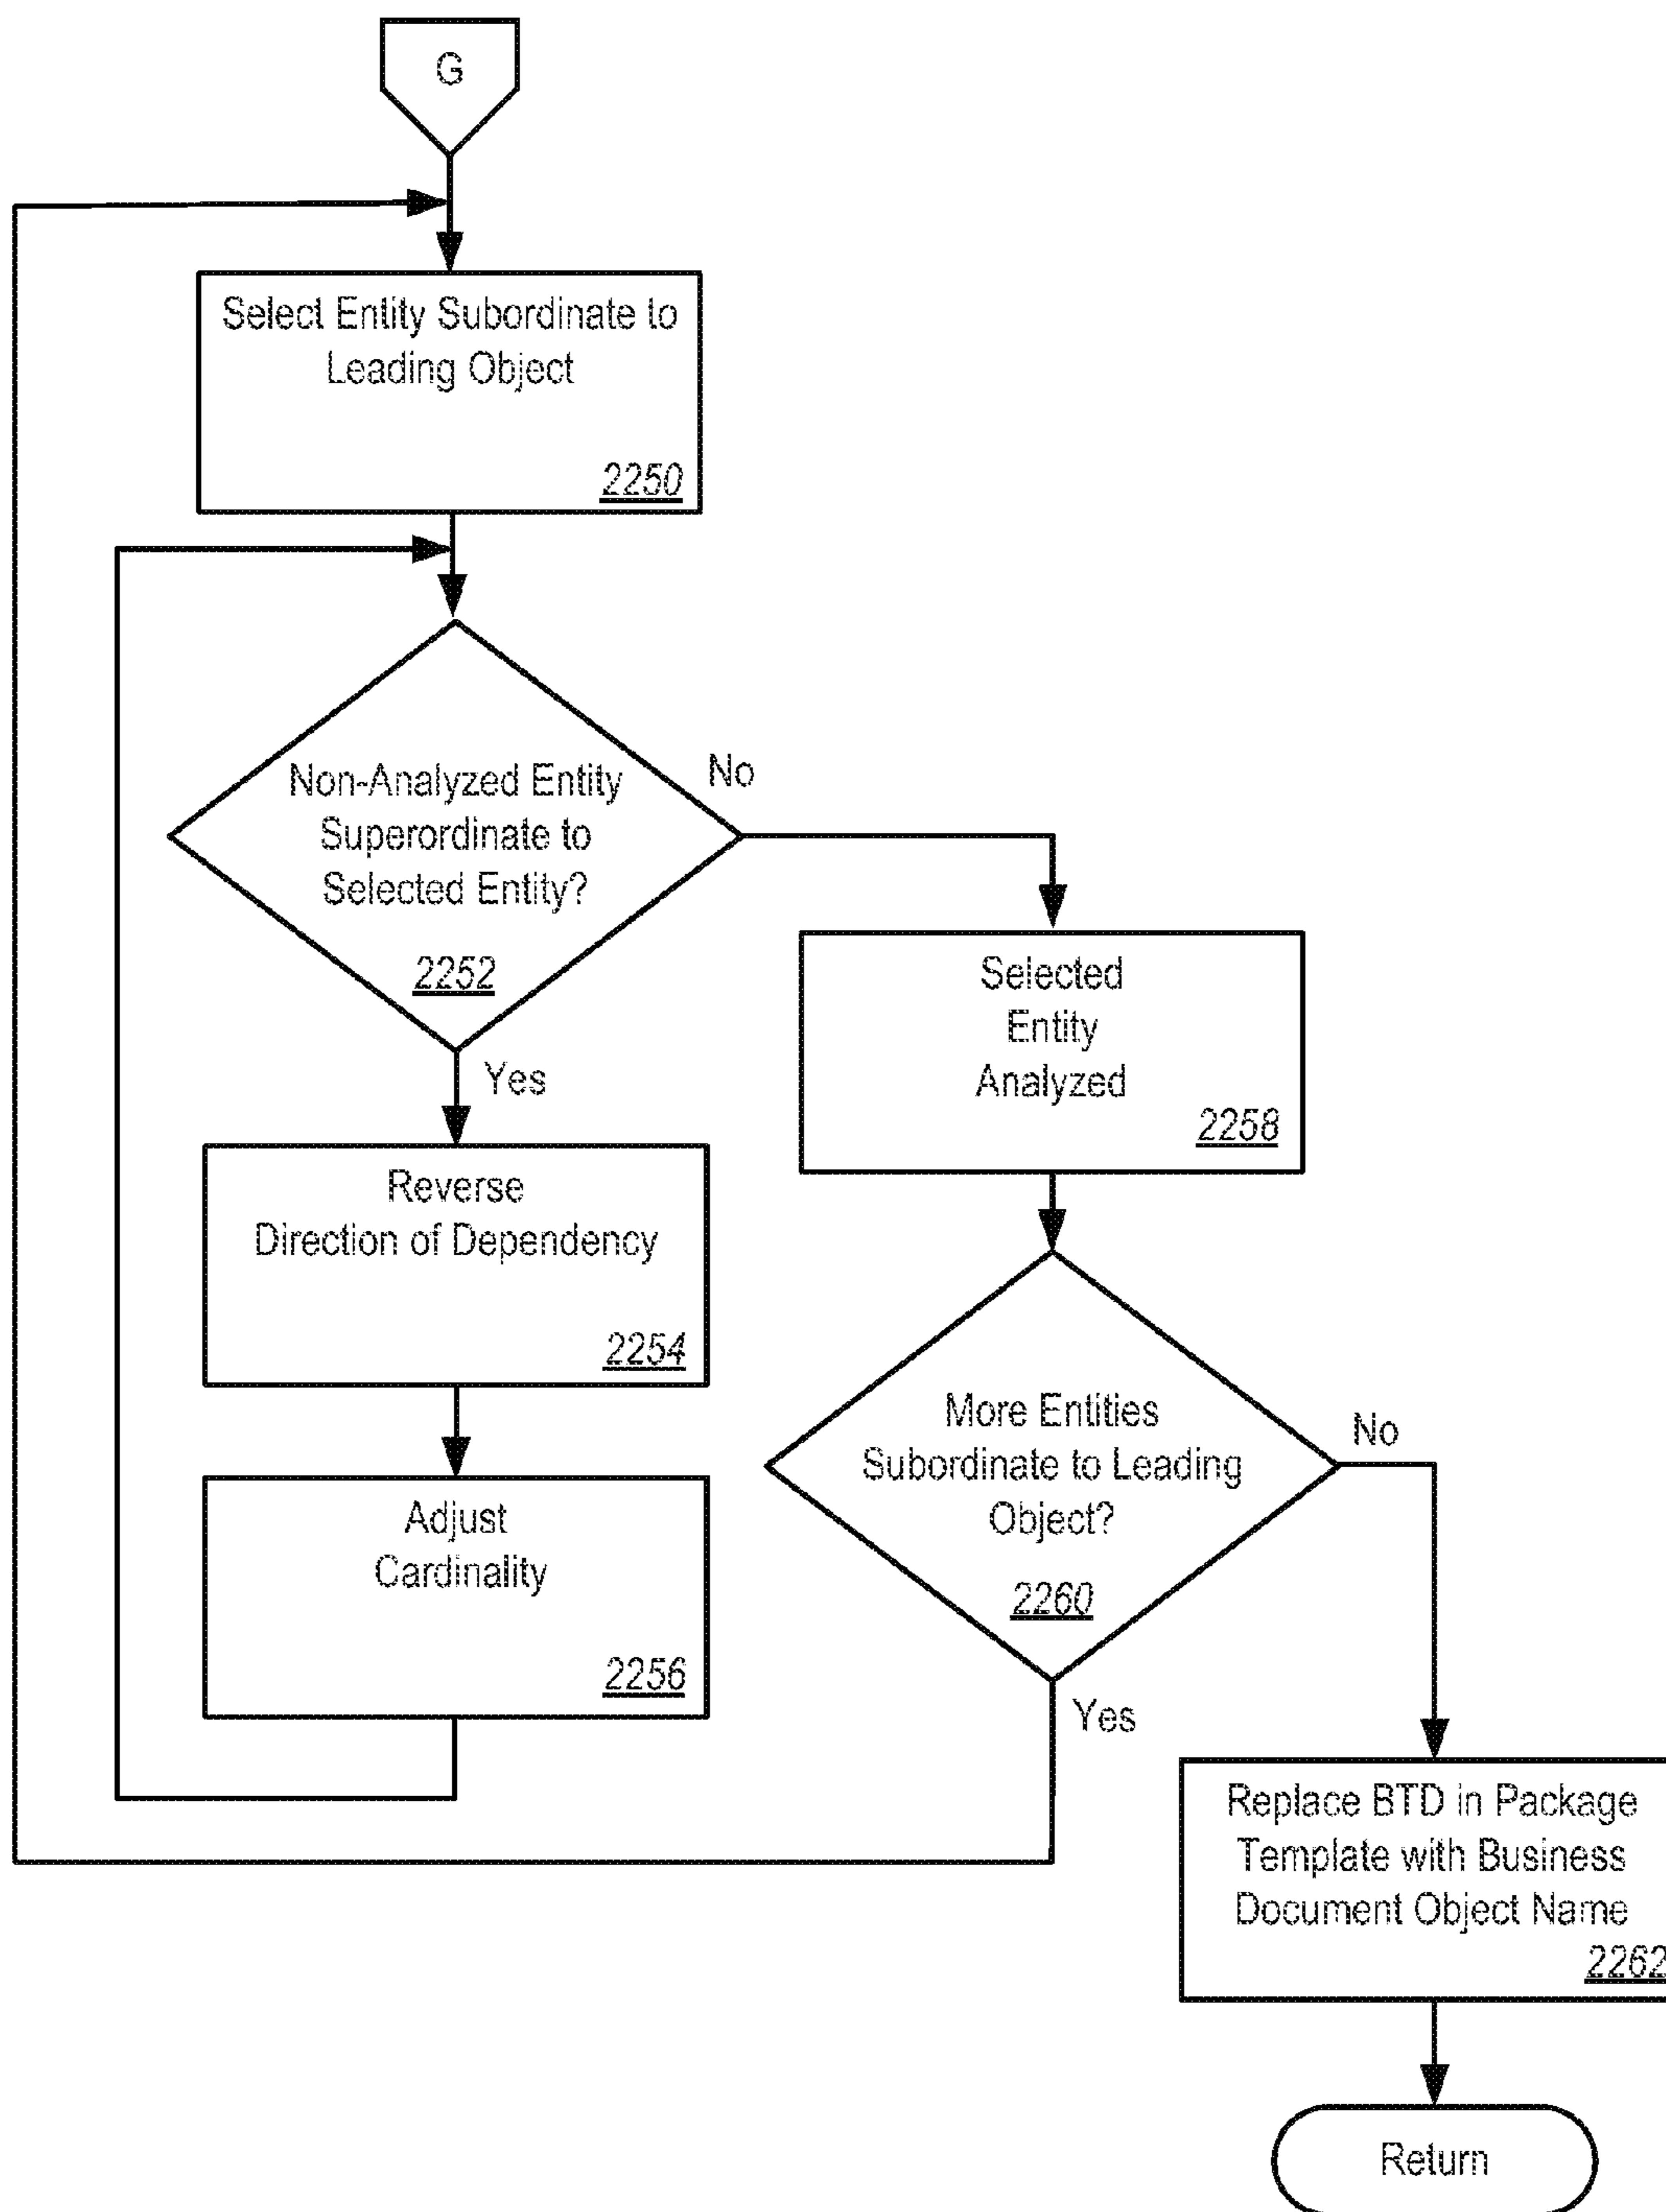 G
Select Entity Subordinate to
Leading Object
2250
Non-Analyzed Entity
Superordinate to
Selected Entity?
2252
No
Yes
Reverse
Direction of Dependency
2254
Adjust
Cardinality
2256
Selected
Entity
Analyzed
2258
More Entities
Subordinate to Leading
Object?
2260
No
Yes
Replace BTD in Package
Template with Business
Document Object Name
2262
Return